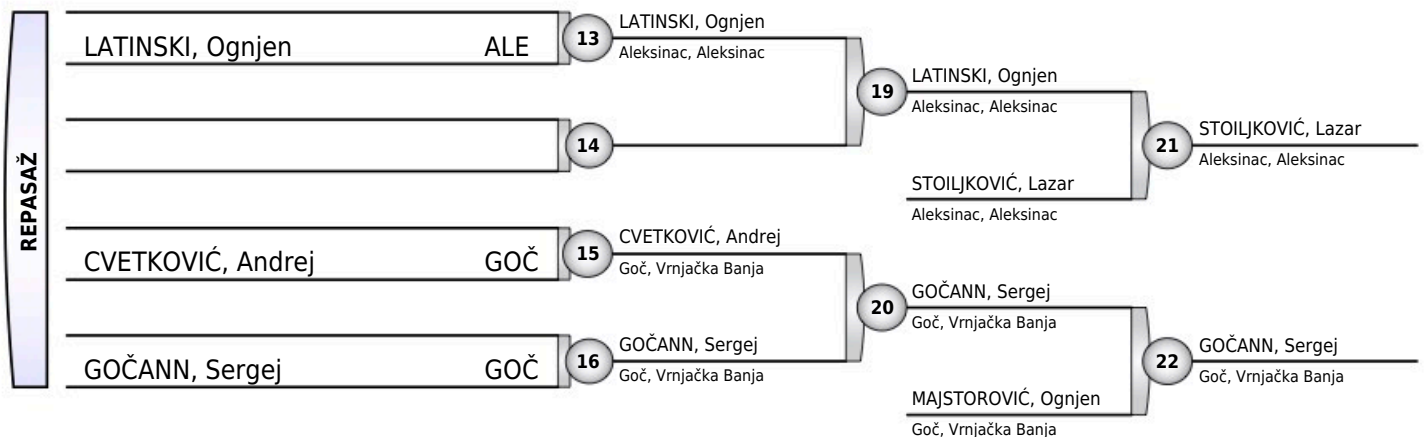 REPASAŽ
LATINSKI, Ognjen ALE
13
LATINSKI, Ognjen
Aleksinac, Aleksinac
14
19
LATINSKI, Ognjen
Aleksinac, Aleksinac
STOILJKOVIĆ, Lazar
Aleksinac, Aleksinac
21
STOILJKOVIĆ, Lazar
Aleksinac, Aleksinac
CVETKOVIĆ, Andrej GOČ
15
CVETKOVIĆ, Andrej
Goč, Vrnjačka Banja
GOČANN, Sergej GOČ
16
GOČANN, Sergej
Goč, Vrnjačka Banja
20
GOČANN, Sergej
Goč, Vrnjačka Banja
MAJSTOROVIĆ, Ognjen
Goč, Vrnjačka Banja
22
GOČANN, Sergej
Goč, Vrnjačka Banja